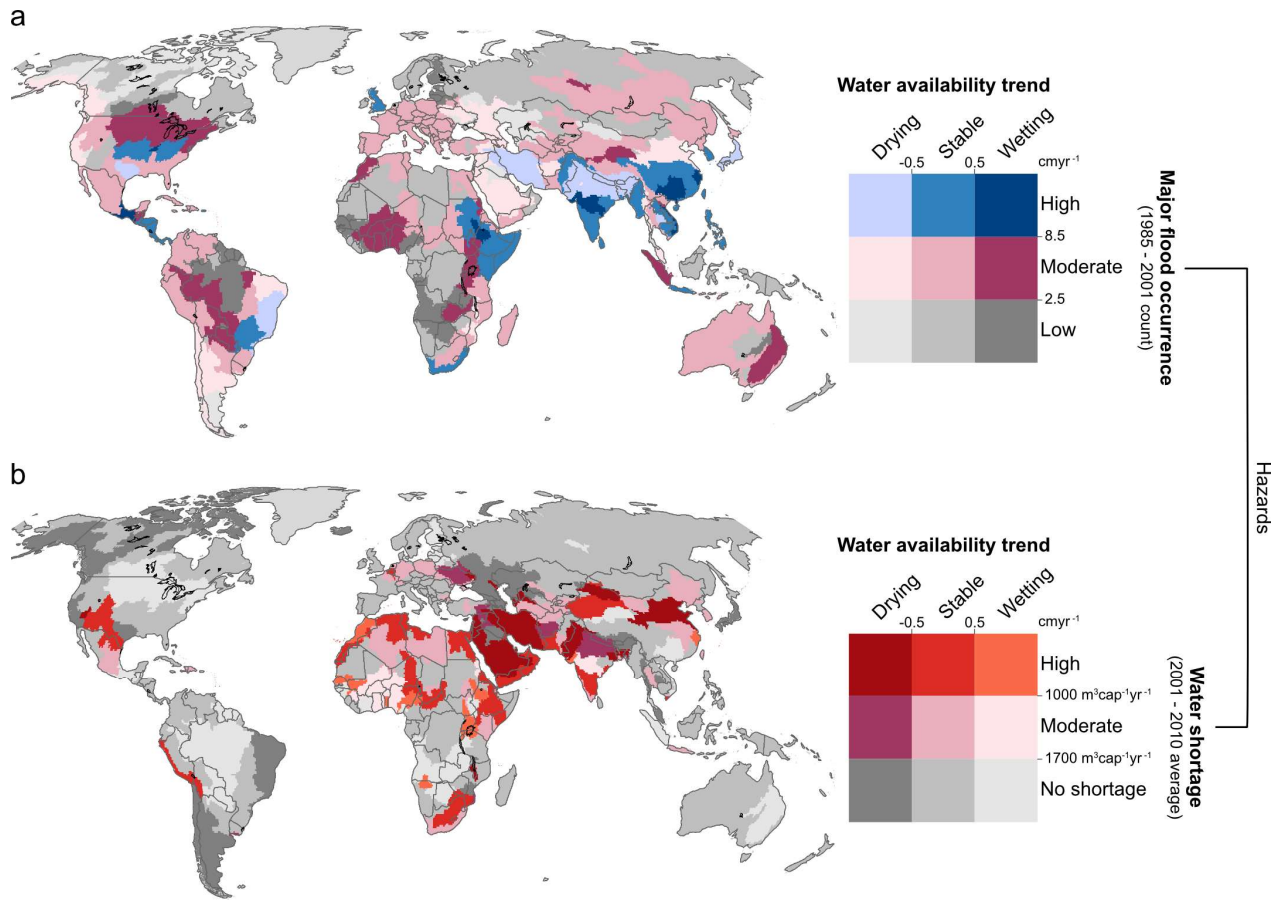 a
Water availability trend
Drying Stable Wetting
-0.5 0.5 cmyr⁻¹
High
8.5
Moderate
2.5
Low
Major flood occurrence
(1985 - 2001 count)
Hazards
b
Water availability trend
Drying Stable Wetting
-0.5 0.5 cmyr⁻¹
High
1000 m³cap⁻¹yr⁻¹
Moderate
1700 m³cap⁻¹yr⁻¹
No shortage
Water shortage
(2001 - 2010 average)